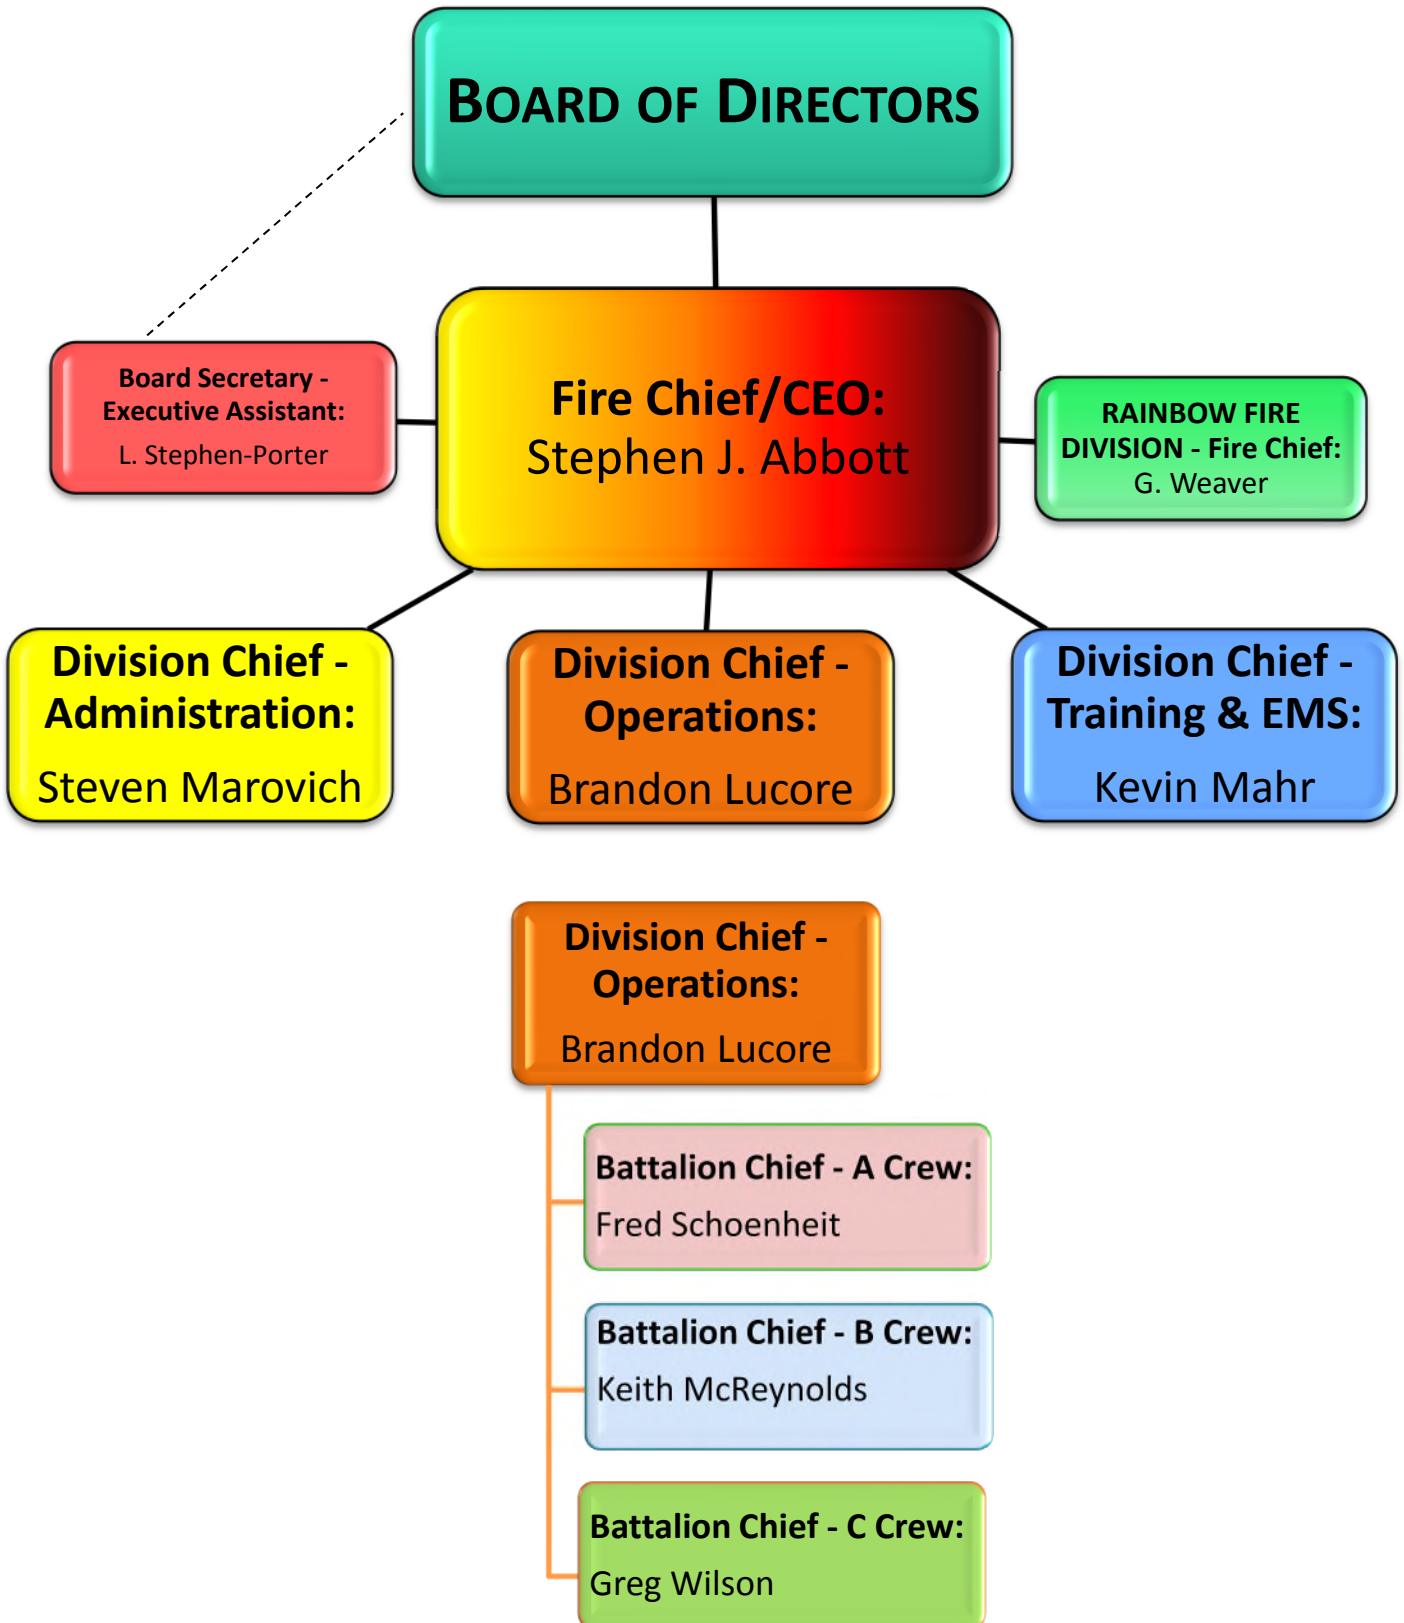 BOARD OF DIRECTORS
Board Secretary -
Executive Assistant:
L. Stephen-Porter
Fire Chief/CEO:
Stephen J. Abbott
RAINBOW FIRE
DIVISION - Fire Chief:
G. Weaver
Division Chief -
Administration:
Steven Marovich
Division Chief -
Operations:
Brandon Lucore
Division Chief -
Training & EMS:
Kevin Mahr
Division Chief -
Operations:
Brandon Lucore
Battalion Chief - A Crew:
Fred Schoenheit
Battalion Chief - B Crew:
Keith McReynolds
Battalion Chief - C Crew:
Greg Wilson